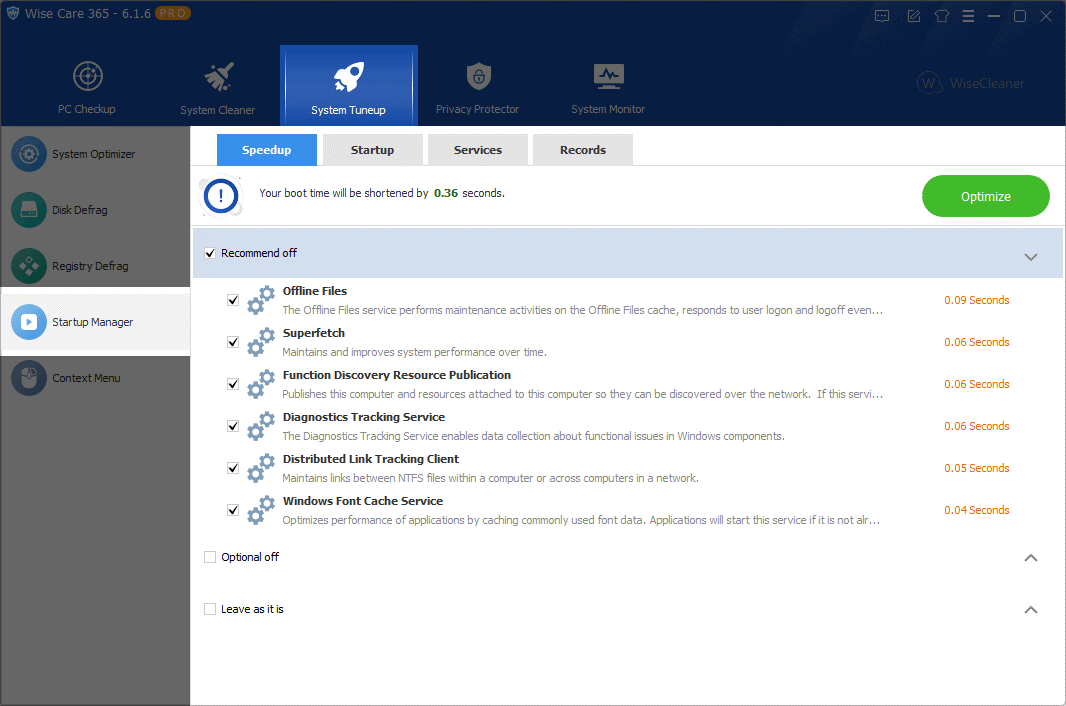 Wise Care 365 - 6.1.6 PRO
PC Checkup
System Cleaner
System Tuneup
Privacy Protector
System Monitor
W WiseCleaner
System Optimizer
Disk Defrag
Registry Defrag
Startup Manager
Context Menu
Speedup Startup Services Records
! Your boot time will be shortened by 0.36 seconds.
Optimize
Recommend off
Offline Files
The Offline Files service performs maintenance activities on the Offline Files cache, responds to user logon and logoff even...
0.09 Seconds
Superfetch
Maintains and improves system performance over time.
0.06 Seconds
Function Discovery Resource Publication
Publishes this computer and resources attached to this computer so they can be discovered over the network. If this servi...
0.06 Seconds
Diagnostics Tracking Service
The Diagnostics Tracking Service enables data collection about functional issues in Windows components.
0.06 Seconds
Distributed Link Tracking Client
Maintains links between NTFS files within a computer or across computers in a network.
0.05 Seconds
Windows Font Cache Service
Optimizes performance of applications by caching commonly used font data. Applications will start this service if it is not alr...
0.04 Seconds
Optional off
Leave as it is